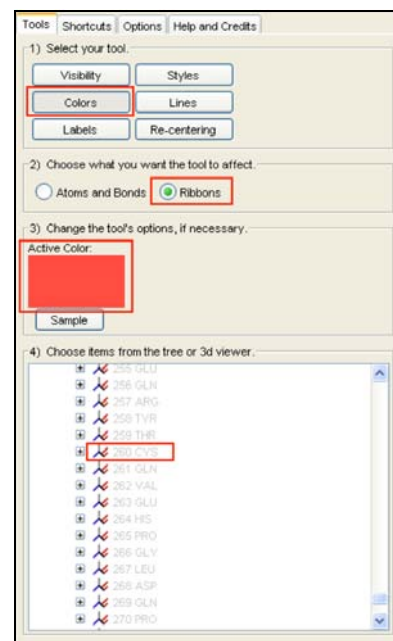 Tools Shortcuts Options Help and Credits
1) Select your tool.
Visibility Styles
Colors Lines
Labels Re-centering
2) Choose what you want the tool to affect.
Atoms and Bonds Ribbons
3) Change the tool's options, if necessary.
Active Color:
Sample
4) Choose items from the tree or 3d viewer.
255 GLU
256 GLN
257 ARG
258 TYR
259 THR
260 CYS
261 GLN
262 VAL
263 GLU
264 HIS
265 PRO
266 GLY
267 LEU
268 ASP
269 GLN
270 PRO